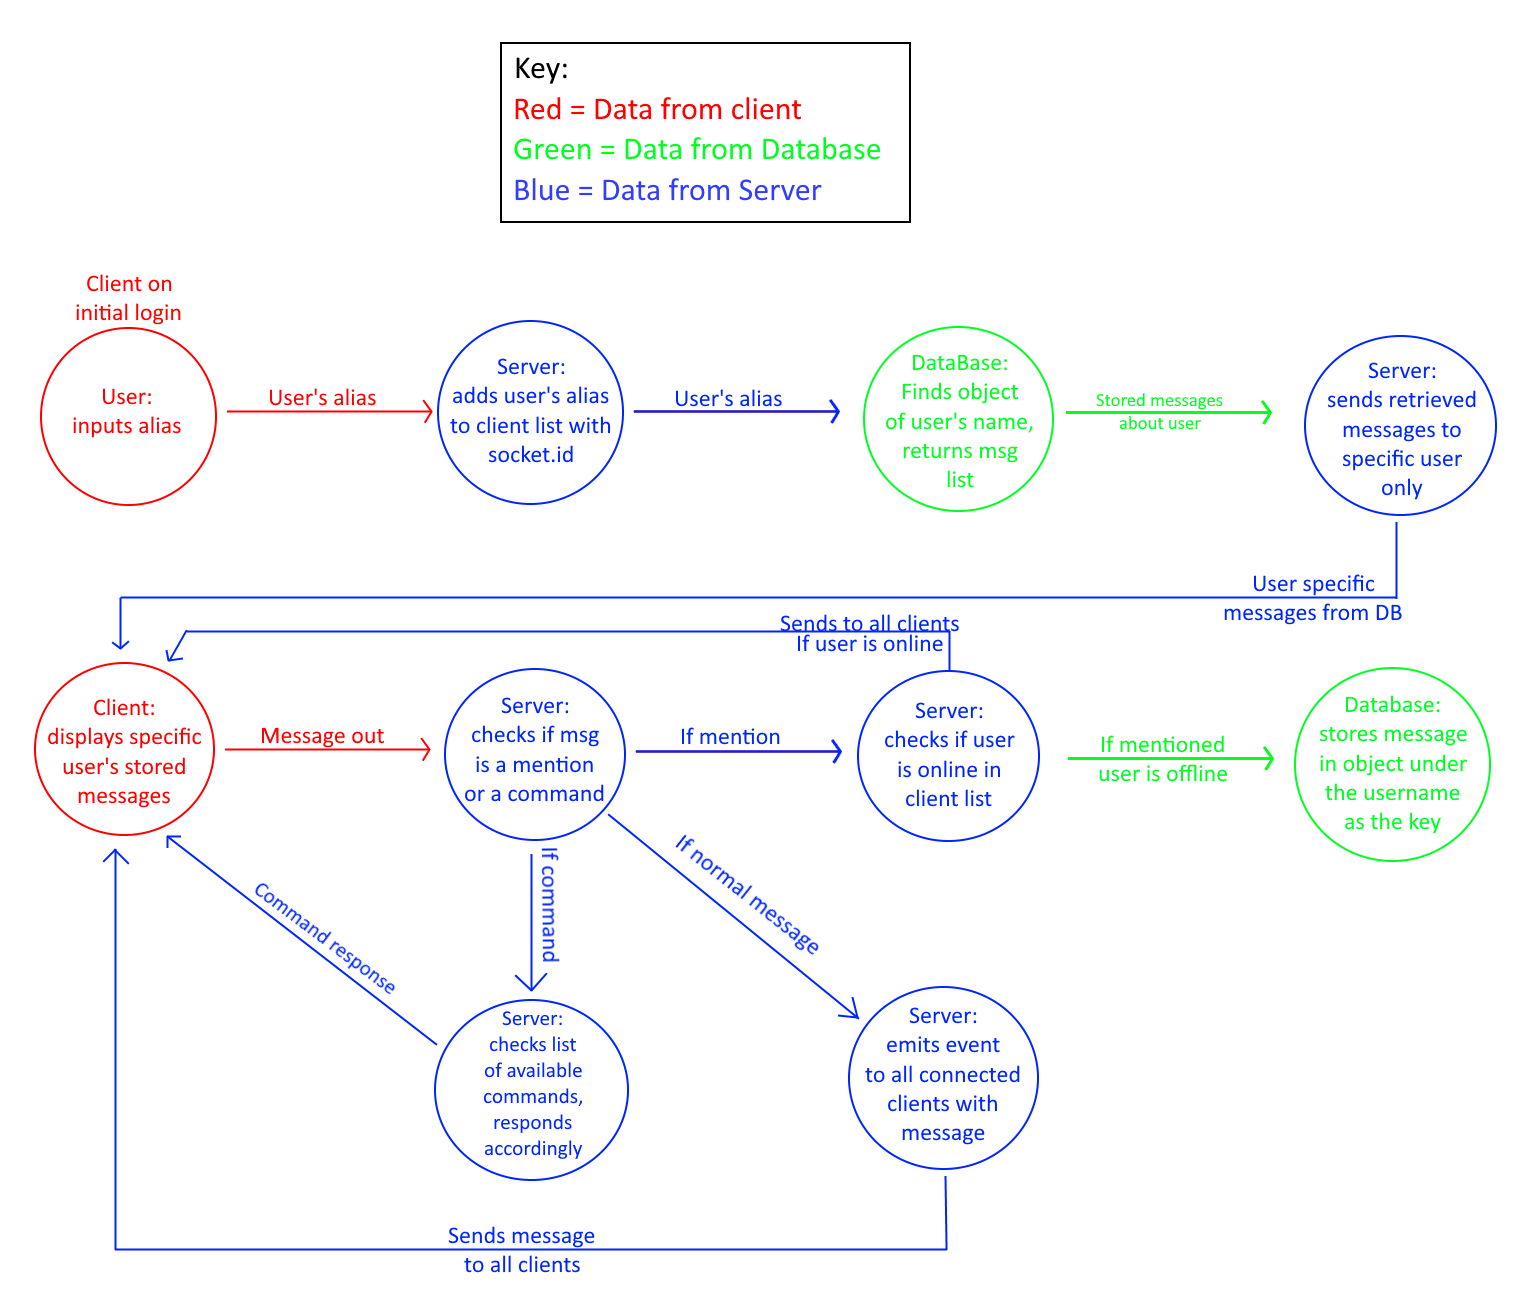 Key:
Red = Data from client
Green = Data from Database
Blue = Data from Server
Client on
initial login
User:
inputs alias
User's alias
Server:
adds user's alias
to client list with
socket.id
User's alias
DataBase:
Finds object
of user's name,
returns msg
list
Stored messages
about user
Server:
sends retrieved
messages to
specific user
only
User specific
messages from DB
Sends to all clients
If user is online
Client:
displays specific
user's stored
messages
Message out
Server:
checks if msg
is a mention
or a command
If mention
Server:
checks if user
is online in
client list
If mentioned
user is offline
Database:
stores message
in object under
the username
as the key
If command
If normal message
Command response
Server:
checks list
of available
commands,
responds
accordingly
Server:
emits event
to all connected
clients with
message
Sends message
to all clients